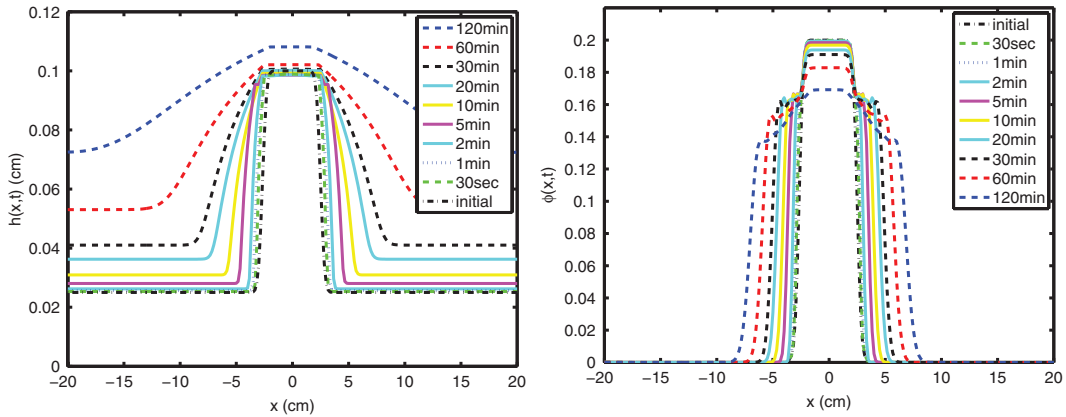 0.12
0.1
0.08
0.06
0.04
0.02
0
h(x,t) (cm)
−20
−15
−10
−5
0
5
10
15
20
x (cm)
120min
60min
30min
20min
10min
5min
2min
1min
30sec
initial
0.2
0.18
0.16
0.14
0.12
0.1
0.08
0.06
0.04
0.02
0
ϕ(x,t)
−20
−15
−10
−5
0
5
10
15
20
x (cm)
initial
30sec
1min
2min
5min
10min
20min
30min
60min
120min